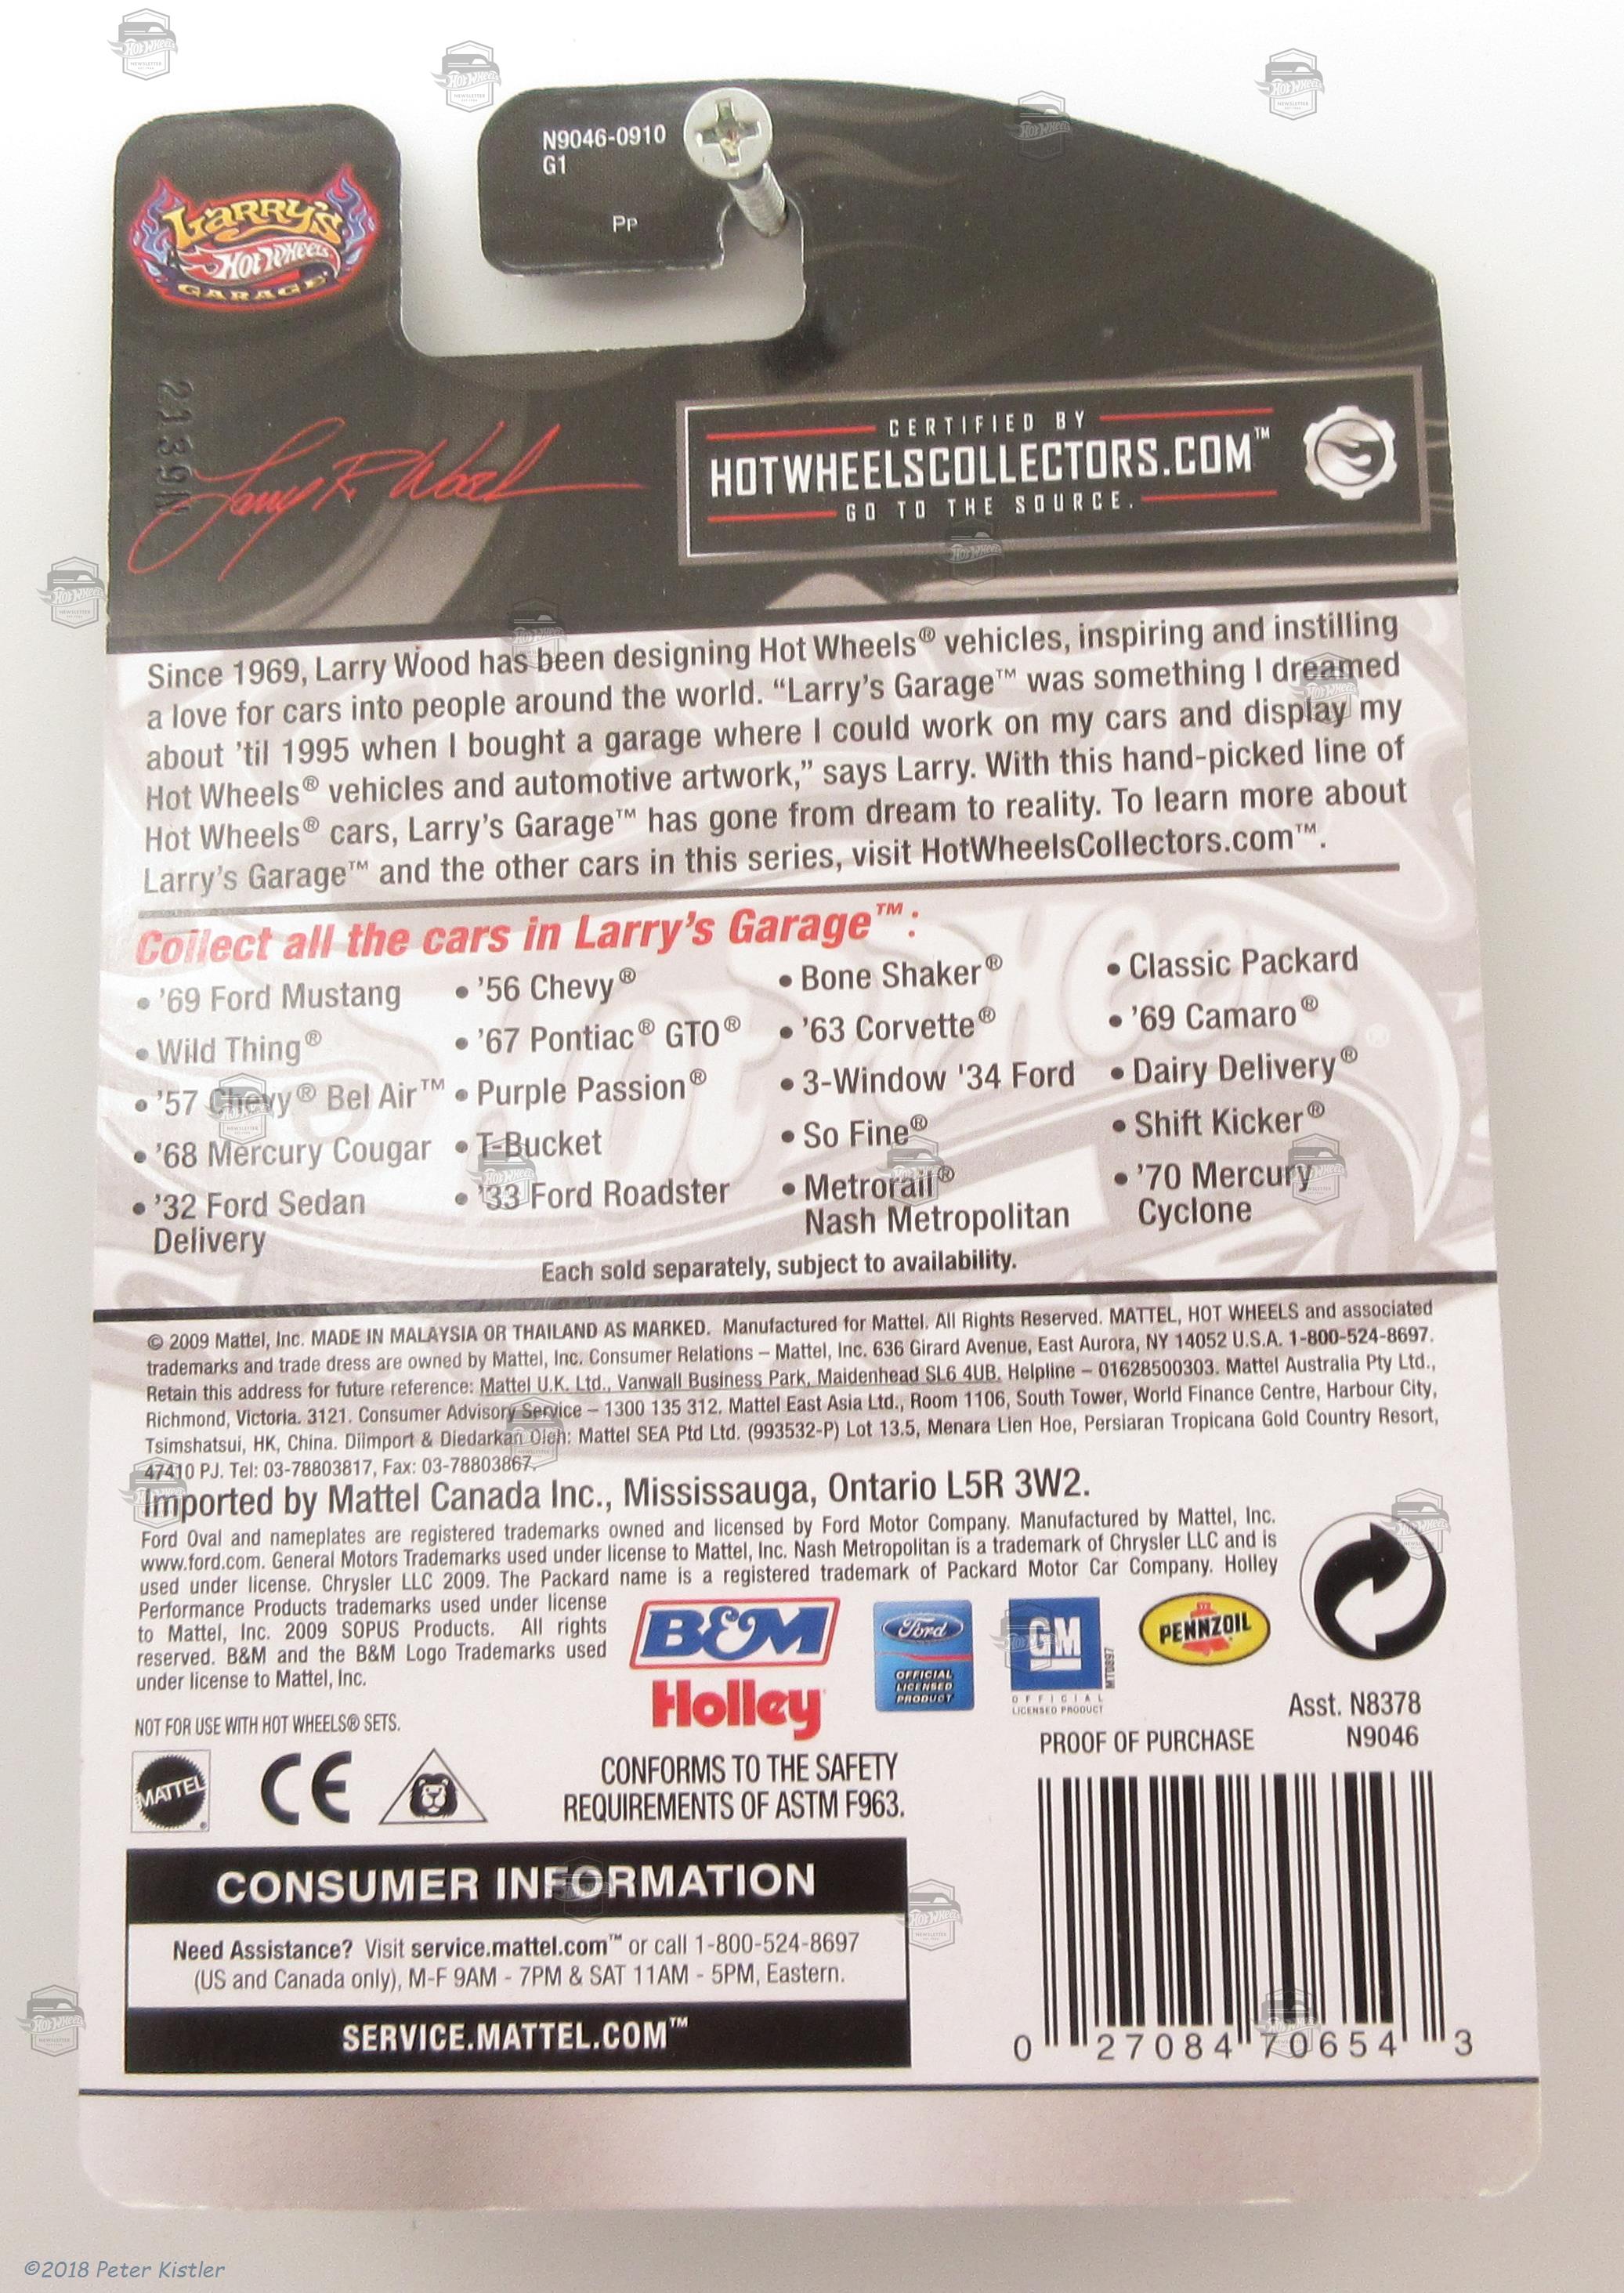 N9046-0910
G1
PP
LARRY'S
HOT WHEELS
GARAGE
21399N
Larry R Wood
CERTIFIED BY
HOTWHEELSCOLLECTORS.COM™
GO TO THE SOURCE.
Since 1969, Larry Wood has been designing Hot Wheels® vehicles, inspiring and instilling
a love for cars into people around the world. “Larry’s Garage™ was something I dreamed
about ’til 1995 when I bought a garage where I could work on my cars and display my
Hot Wheels® vehicles and automotive artwork,” says Larry. With this hand-picked line of
Hot Wheels® cars, Larry’s Garage™ has gone from dream to reality. To learn more about
Larry’s Garage™ and the other cars in this series, visit HotWheelsCollectors.com™.
Collect all the cars in Larry’s Garage™:
• ’69 Ford Mustang
• Wild Thing®
• ’57 Chevy® Bel Air™
• ’68 Mercury Cougar
• ’32 Ford Sedan
Delivery
• ’56 Chevy®
• ’67 Pontiac® GTO®
• Purple Passion®
• T-Bucket
• ’33 Ford Roadster
• Bone Shaker®
• ’63 Corvette®
• 3-Window '34 Ford
• So Fine®
• Metrorail®
Nash Metropolitan
• Classic Packard
• ’69 Camaro®
• Dairy Delivery®
• Shift Kicker®
• ’70 Mercury
Cyclone
Each sold separately, subject to availability.
© 2009 Mattel, Inc. MADE IN MALAYSIA OR THAILAND AS MARKED. Manufactured for Mattel. All Rights Reserved. MATTEL, HOT WHEELS and associated
trademarks and trade dress are owned by Mattel, Inc. Consumer Relations – Mattel, Inc. 636 Girard Avenue, East Aurora, NY 14052 U.S.A. 1-800-524-8697.
Retain this address for future reference: Mattel U.K. Ltd., Vanwall Business Park, Maidenhead SL6 4UB. Helpline – 01628500303. Mattel Australia Pty Ltd.,
Richmond, Victoria. 3121. Consumer Advisory Service – 1300 135 312. Mattel East Asia Ltd., Room 1106, South Tower, World Finance Centre, Harbour City,
Tsimshatsui, HK, China. Diimport & Diedarkan Oleh: Mattel SEA Ptd Ltd. (993532-P) Lot 13.5, Menara Lien Hoe, Persiaran Tropicana Gold Country Resort,
47410 PJ. Tel: 03-78803817, Fax: 03-78803867.
Imported by Mattel Canada Inc., Mississauga, Ontario L5R 3W2.
Ford Oval and nameplates are registered trademarks owned and licensed by Ford Motor Company. Manufactured by Mattel, Inc.
www.ford.com. General Motors Trademarks used under license to Mattel, Inc. Nash Metropolitan is a trademark of Chrysler LLC and is
used under license. Chrysler LLC 2009. The Packard name is a registered trademark of Packard Motor Car Company. Holley
Performance Products trademarks used under license
to Mattel, Inc. 2009 SOPUS Products. All rights
reserved. B&M and the B&M Logo Trademarks used
under license to Mattel, Inc.
B&M
Holley
Ford
OFFICIAL
LICENSED
PRODUCT
GM
MT0897
OFFICIAL
LICENSED PRODUCT
PENNZOIL
NOT FOR USE WITH HOT WHEELS® SETS.
Asst. N8378
N9046
PROOF OF PURCHASE
MATTEL®
CE
CONFORMS TO THE SAFETY
REQUIREMENTS OF ASTM F963.
CONSUMER INFORMATION
Need Assistance? Visit service.mattel.com™ or call 1-800-524-8697
(US and Canada only), M-F 9AM - 7PM & SAT 11AM - 5PM, Eastern.
SERVICE.MATTEL.COM™
0 27084 70654 3
©2018 Peter Kistler